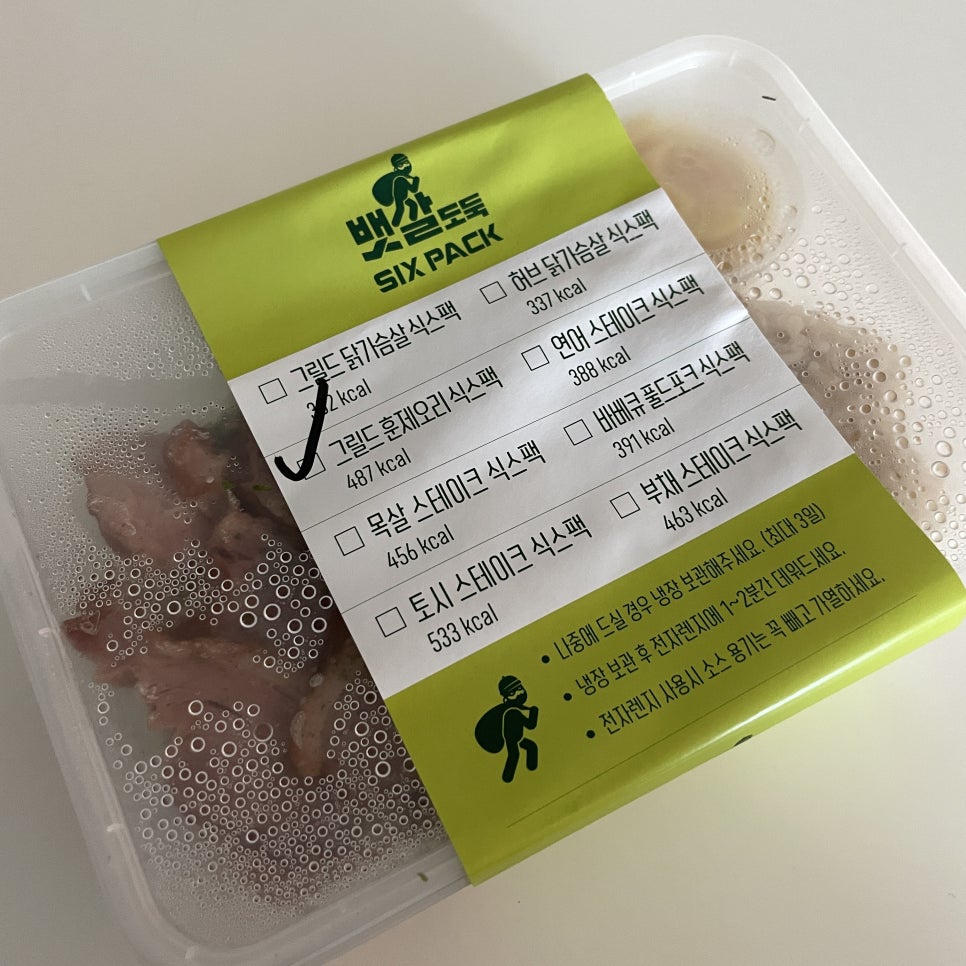 뱃살도둑
SIX PACK
그릴드 닭가슴살 식스팩
kcal
허브 닭가슴살 식스팩
337 kcal
그릴드 훈제오리 식스팩
487 kcal
연어 스테이크 식스팩
388 kcal
목살 스테이크 식스팩
456 kcal
바베큐 풀드포크 식스팩
391 kcal
토시 스테이크 식스팩
533 kcal
부채 스테이크 식스팩
463 kcal
• 나중에 드실 경우 냉장 보관해주세요. (최대 3일)
• 냉장 보관 후 전자렌지에 1~2분간 데워드세요.
• 전자렌지 사용시 소스 용기는 꼭 빼고 가열하세요.